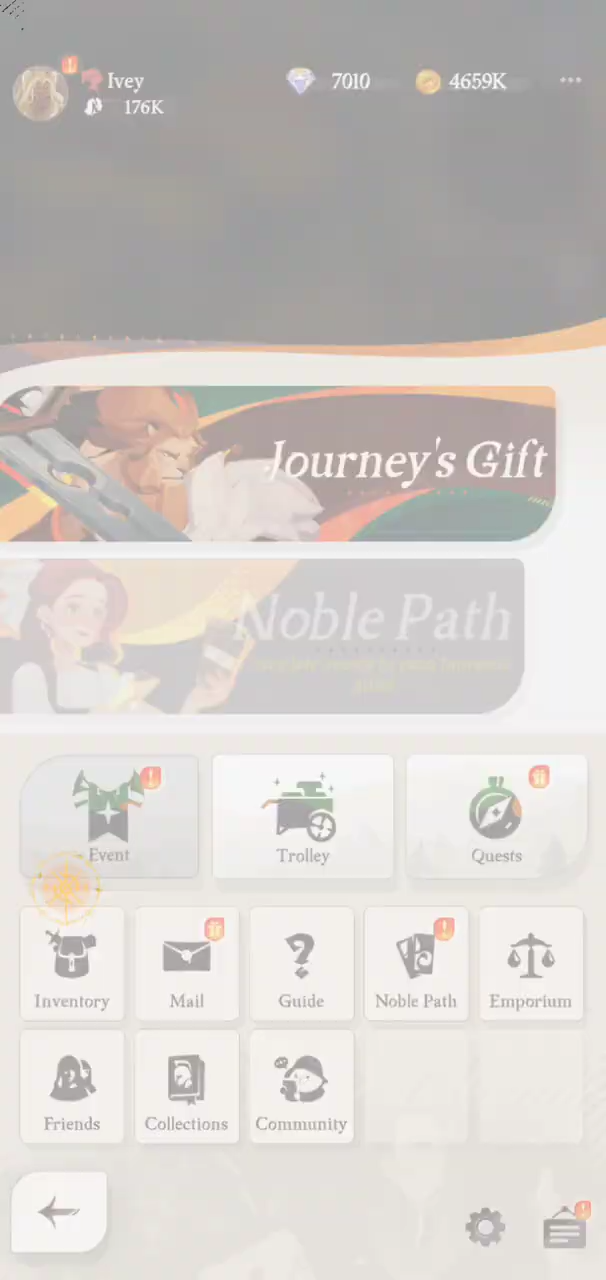 Ivey
7010
4659K
176K
Journey's Gift
Noble Path
Event
Trolley
Quests
Inventory
Mail
Guide
Noble Path
Emporium
Friends
Collections
Community